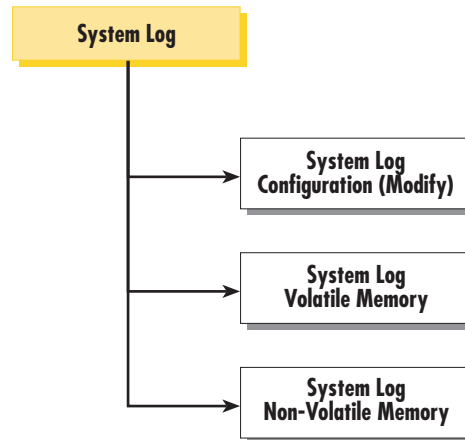 System Log
System Log
Configuration (Modify)
System Log
Volatile Memory
System Log
Non-Volatile Memory